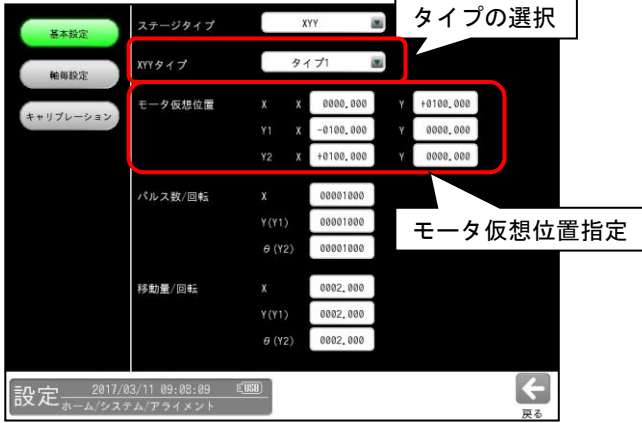 タイプの選択
基本設定
ステージタイプ XYY
軸毎設定
XYYタイプ タイプ1
キャリブレーション
モータ仮想位置 X X 0000.000 Y +0100.000
Y1 X -0100.000 Y 0000.000
Y2 X +0100.000 Y 0000.000
パルス数/回転 X 00001000
Y(Y1) 00001000
θ(Y2) 00001000
モータ仮想位置指定
移動量/回転 X 0002.000
Y(Y1) 0002.000
θ(Y2) 0002.000
設定 2017/03/11 09:08:09 USB
ホーム/システム/アライメント
戻る